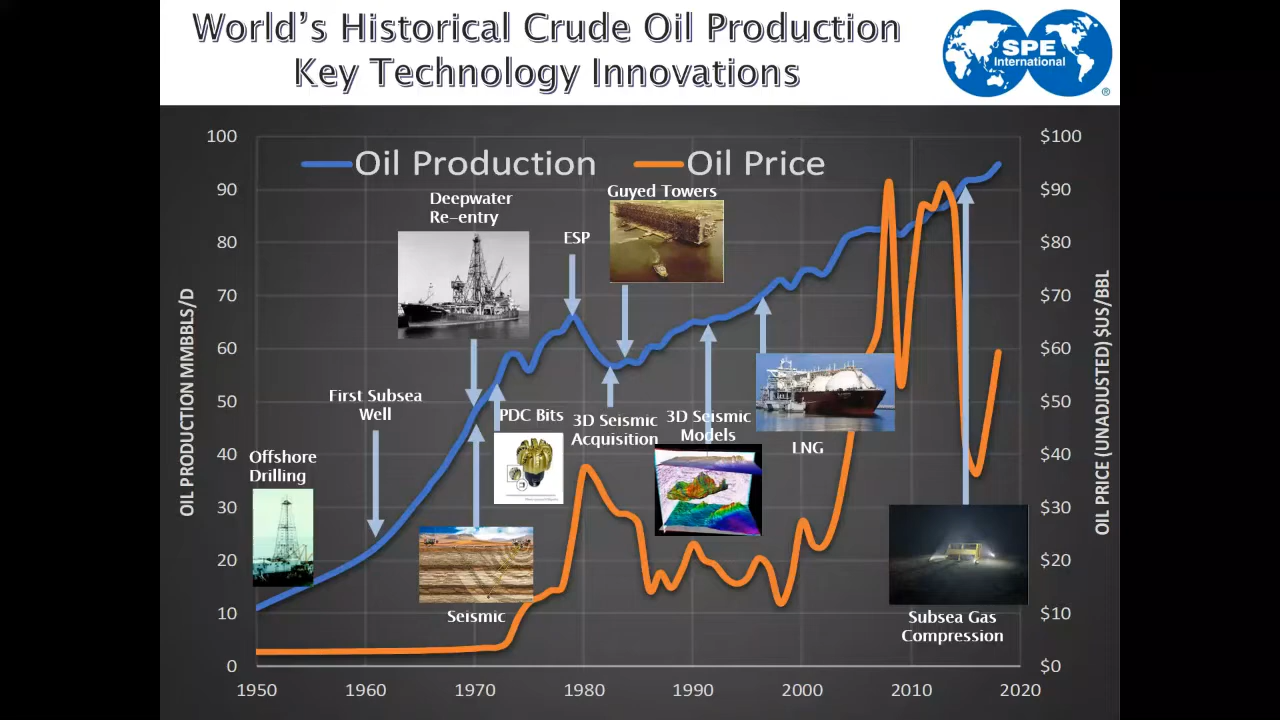 World's Historical Crude Oil Production
Key Technology Innovations
SPE
International
®
Oil Production
Oil Price
OIL PRODUCTION MMBBLS/D
OIL PRICE (UNADJUSTED) $US/BBL
100
90
80
70
60
50
40
30
20
10
0
$100
$90
$80
$70
$60
$50
$40
$30
$20
$10
$0
Offshore
Drilling
First Subsea
Well
Deepwater
Re-entry
Seismic
PDC Bits
ESP
3D Seismic
Acquisition
Guyed Towers
3D Seismic
Models
LNG
Subsea Gas
Compression
1950
1960
1970
1980
1990
2000
2010
2020